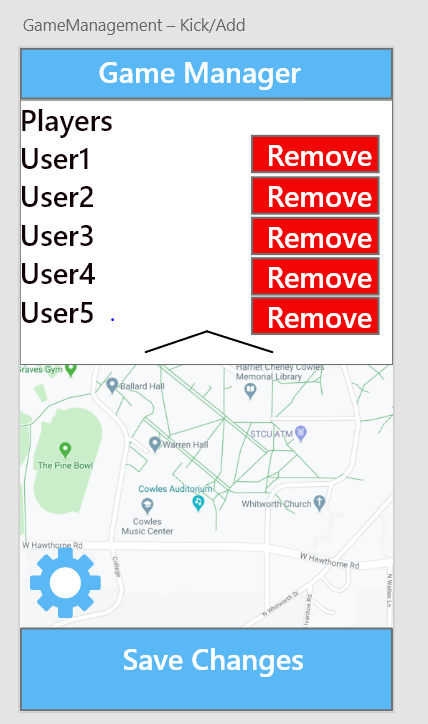 GameManagement – Kick/Add
Game Manager
Players
User1 Remove
User2 Remove
User3 Remove
User4 Remove
User5 Remove
Graves Gym
Harriet Cheney Cowles
Memorial Library
Ballard Hall
STCU ATM
Warren Hall
The Pine Bowl
Cowles Auditorium
Cowles
Music Center
Whitworth Church
W Hawthorne Rd
W Hawthorne Rd
College
N Whitworth Dr
Ivanhoe Rd
N Wellen Ln
Save Changes